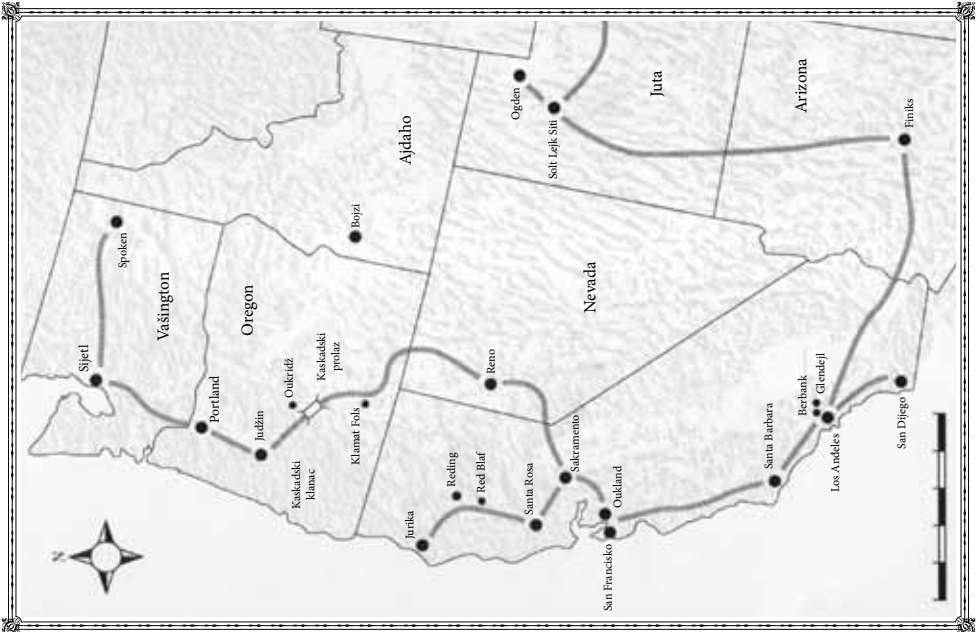 Sijetl
Spoken
Vašington
Portland
Oregon
Judžin
Oukridž
Kaskadski
prolaz
Kaskadski
klanac
Klamat Fols
Ajdaho
Bojzi
Jurika
Reding
Red Blaf
Santa Rosa
Sakramento
Reno
Nevada
Ogden
Solt Lejk Siti
Juta
Oukland
San Francisko
Santa Barbara
Berbank
Glendejl
Los Anđeles
San Dijego
Arizona
Finiks
N